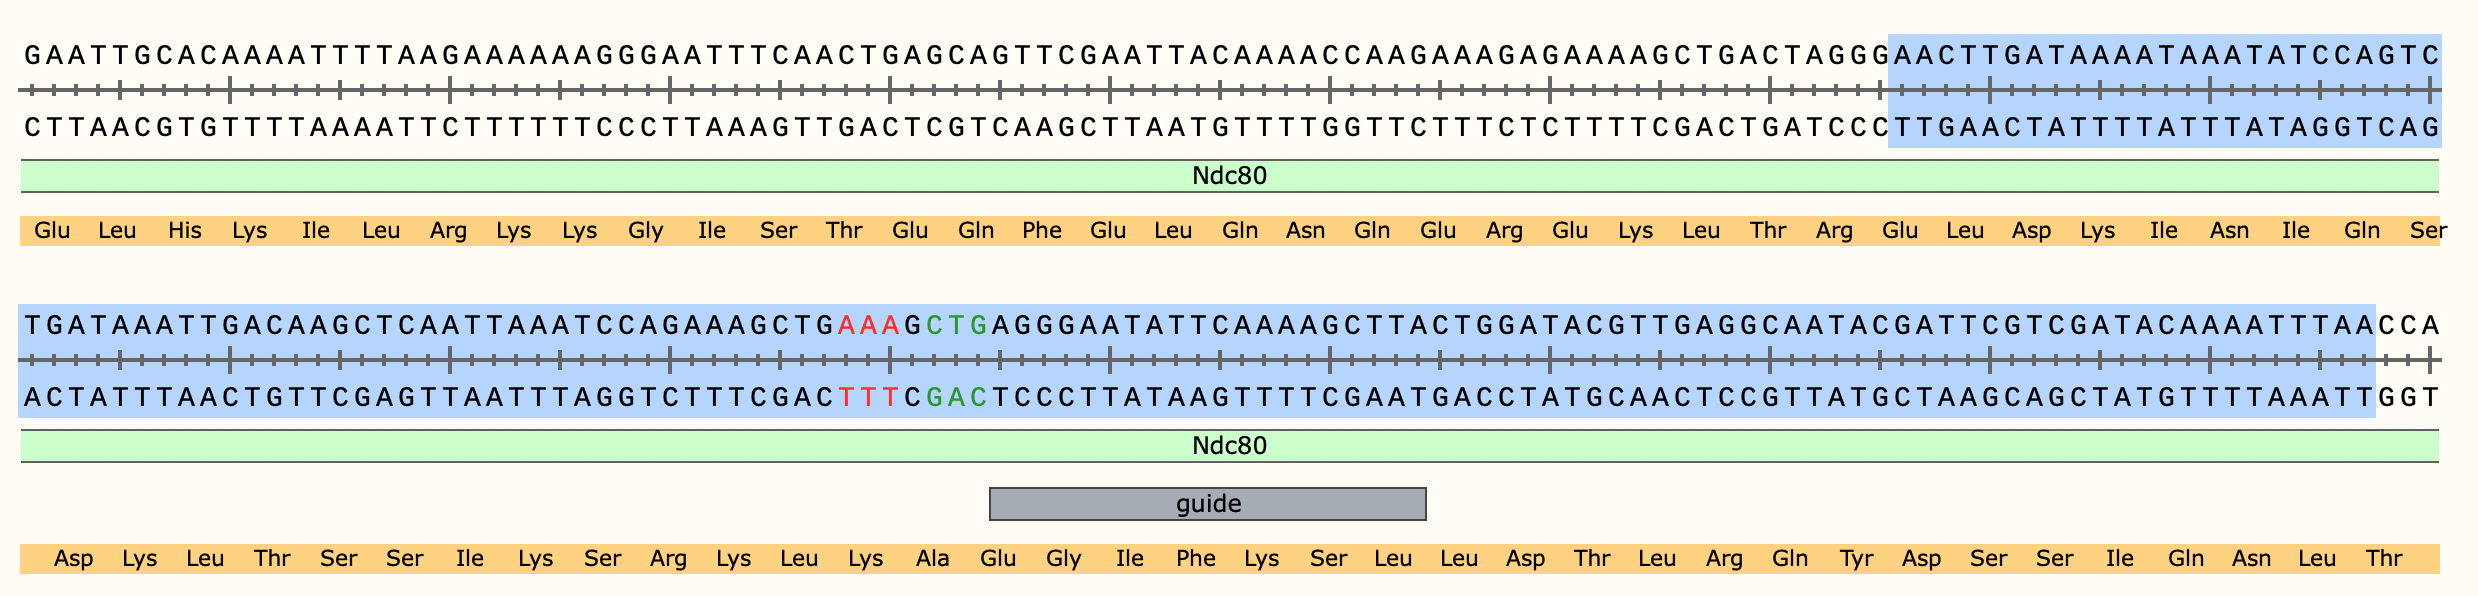 GAATTGCACAAAATTTTAAGAAAAAAGGGAATTTCAACTGAGCAGTTCGAATTACAAAACCAAGAAAGAGAAAAGCTGACTAGGGAACTTGATAAAATAAATATCCAGTC
CTTAACGTGTTTTAAAATTCTTTTTTCCCTTAAAGTTGACTCGTCAAGCTTAATGTTTTGGTTCTTTCTCTTTTCGACTGATCCCTTGAACTATTTTATTTATAGGTCAG
Ndc80
Glu Leu His Lys Ile Leu Arg Lys Lys Gly Ile Ser Thr Glu Gln Phe Glu Leu Gln Asn Gln Glu Arg Glu Lys Leu Thr Arg Glu Leu Asp Lys Ile Asn Ile Gln Ser
TGATAAATTGACAAGCTCAATTAAATCCAGAAAGCTGAAAGCTGAGGGAATATTCAAAAGCTTACTGGATACGTTGAGGCAATACGATTCGTCGATACAAAATTTAACCA
ACTATTTAACTGTTCGAGTTAATTTAGGTCTTTCGACTTTCGACTCCCTTATAAGTTTTCGAATGACCTATGCAACTCCGTTATGCTAAGCAGCTATGTTTTAAATTGGT
Ndc80
guide
Asp Lys Leu Thr Ser Ser Ile Lys Ser Arg Lys Leu Lys Ala Glu Gly Ile Phe Lys Ser Leu Leu Asp Thr Leu Arg Gln Tyr Asp Ser Ser Ile Gln Asn Leu Thr